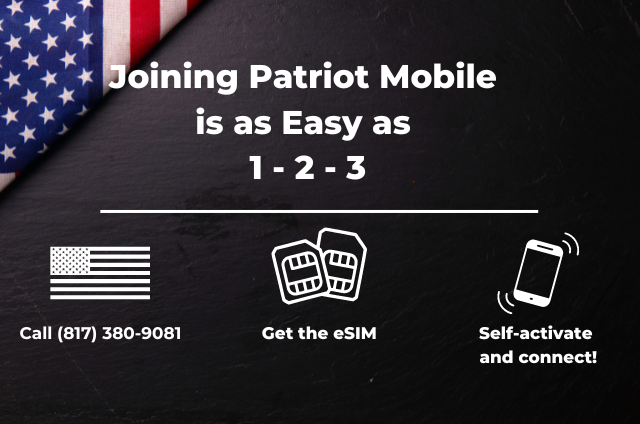 Joining Patriot Mobile
is as Easy as
1 - 2 - 3
Call (817) 380-9081
Get the eSIM
Self-activate
and connect!